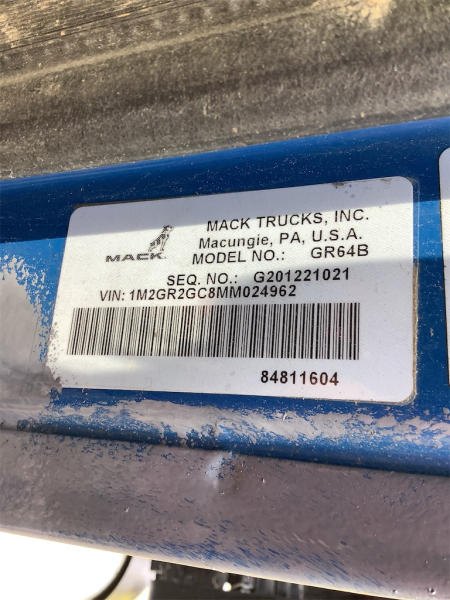 MACK
MACK TRUCKS, INC.
Macungie, PA, U.S.A.
MODEL NO.: GR64B
SEQ. NO.: G201221021
VIN: 1M2GR2GC8MM024962
84811604